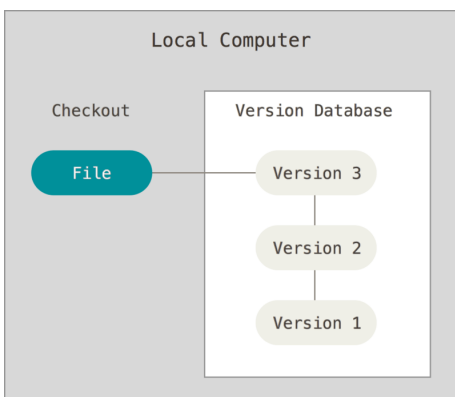 Local Computer
Checkout
Version Database
File
Version 3
Version 2
Version 1